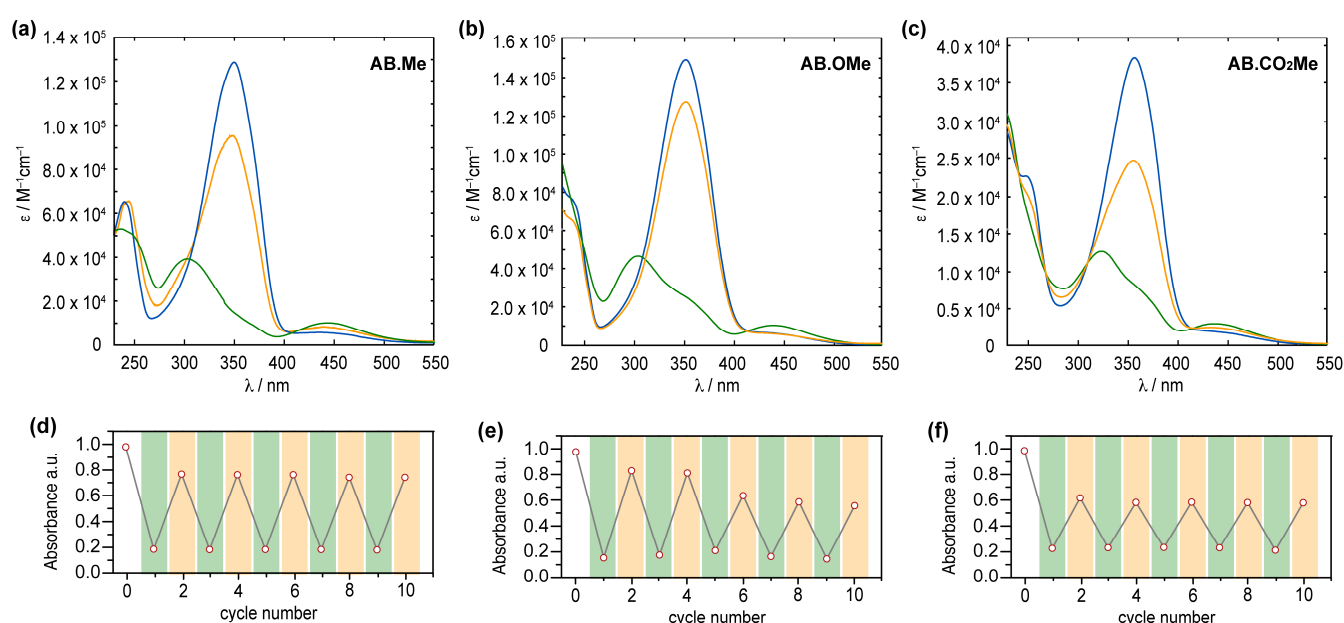 (a)
AB.Me
ε / M⁻¹cm⁻¹
1.4 x 10⁵
1.2 x 10⁵
1.0 x 10⁵
8.0 x 10⁴
6.0 x 10⁴
4.0 x 10⁴
2.0 x 10⁴
0
250 300 350 400 450 500 550
λ / nm
(b)
AB.OMe
ε / M⁻¹cm⁻¹
1.6 x 10⁵
1.4 x 10⁵
1.2 x 10⁵
1.0 x 10⁵
8.0 x 10⁴
6.0 x 10⁴
4.0 x 10⁴
2.0 x 10⁴
0
250 300 350 400 450 500 550
λ / nm
(c)
AB.CO₂Me
ε / M⁻¹cm⁻¹
4.0 x 10⁴
3.5 x 10⁴
3.0 x 10⁴
2.5 x 10⁴
2.0 x 10⁴
1.5 x 10⁴
1.0 x 10⁴
0.5 x 10⁴
0
250 300 350 400 450 500 550
λ / nm
(d)
Absorbance a.u.
1.0
0.8
0.6
0.4
0.2
0.0
0 2 4 6 8 10
cycle number
(e)
Absorbance a.u.
1.0
0.8
0.6
0.4
0.2
0.0
0 2 4 6 8 10
cycle number
(f)
Absorbance a.u.
1.0
0.8
0.6
0.4
0.2
0.0
0 2 4 6 8 10
cycle number